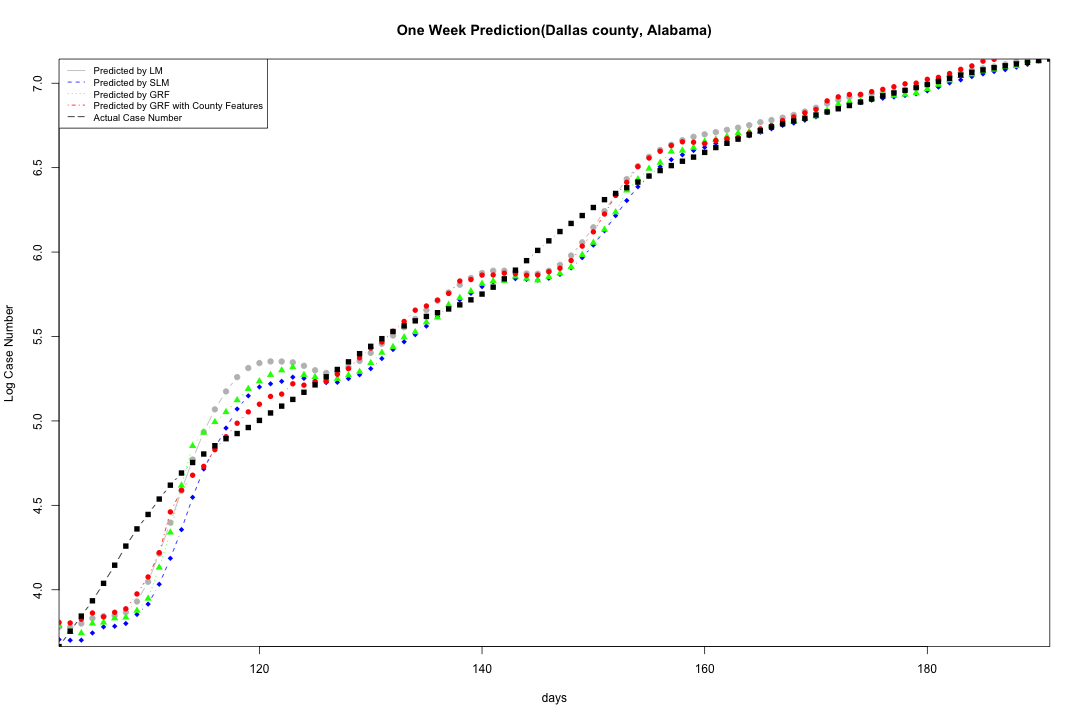 One Week Prediction(Dallas county, Alabama)
Predicted by LM
Predicted by SLM
Predicted by GRF
Predicted by GRF with County Features
Actual Case Number
7.0
6.5
6.0
5.5
5.0
4.5
4.0
Log Case Number
120 140 160 180
days